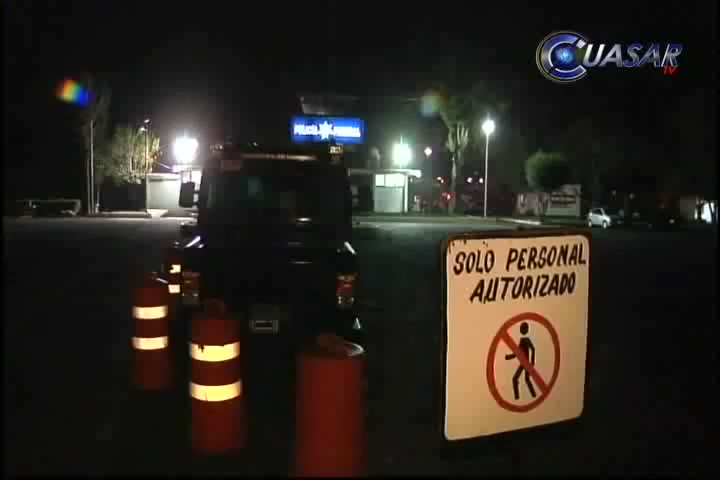 CUASAR
TV
POLICIA FEDERAL
SOLO PERSONAL
AUTORIZADO